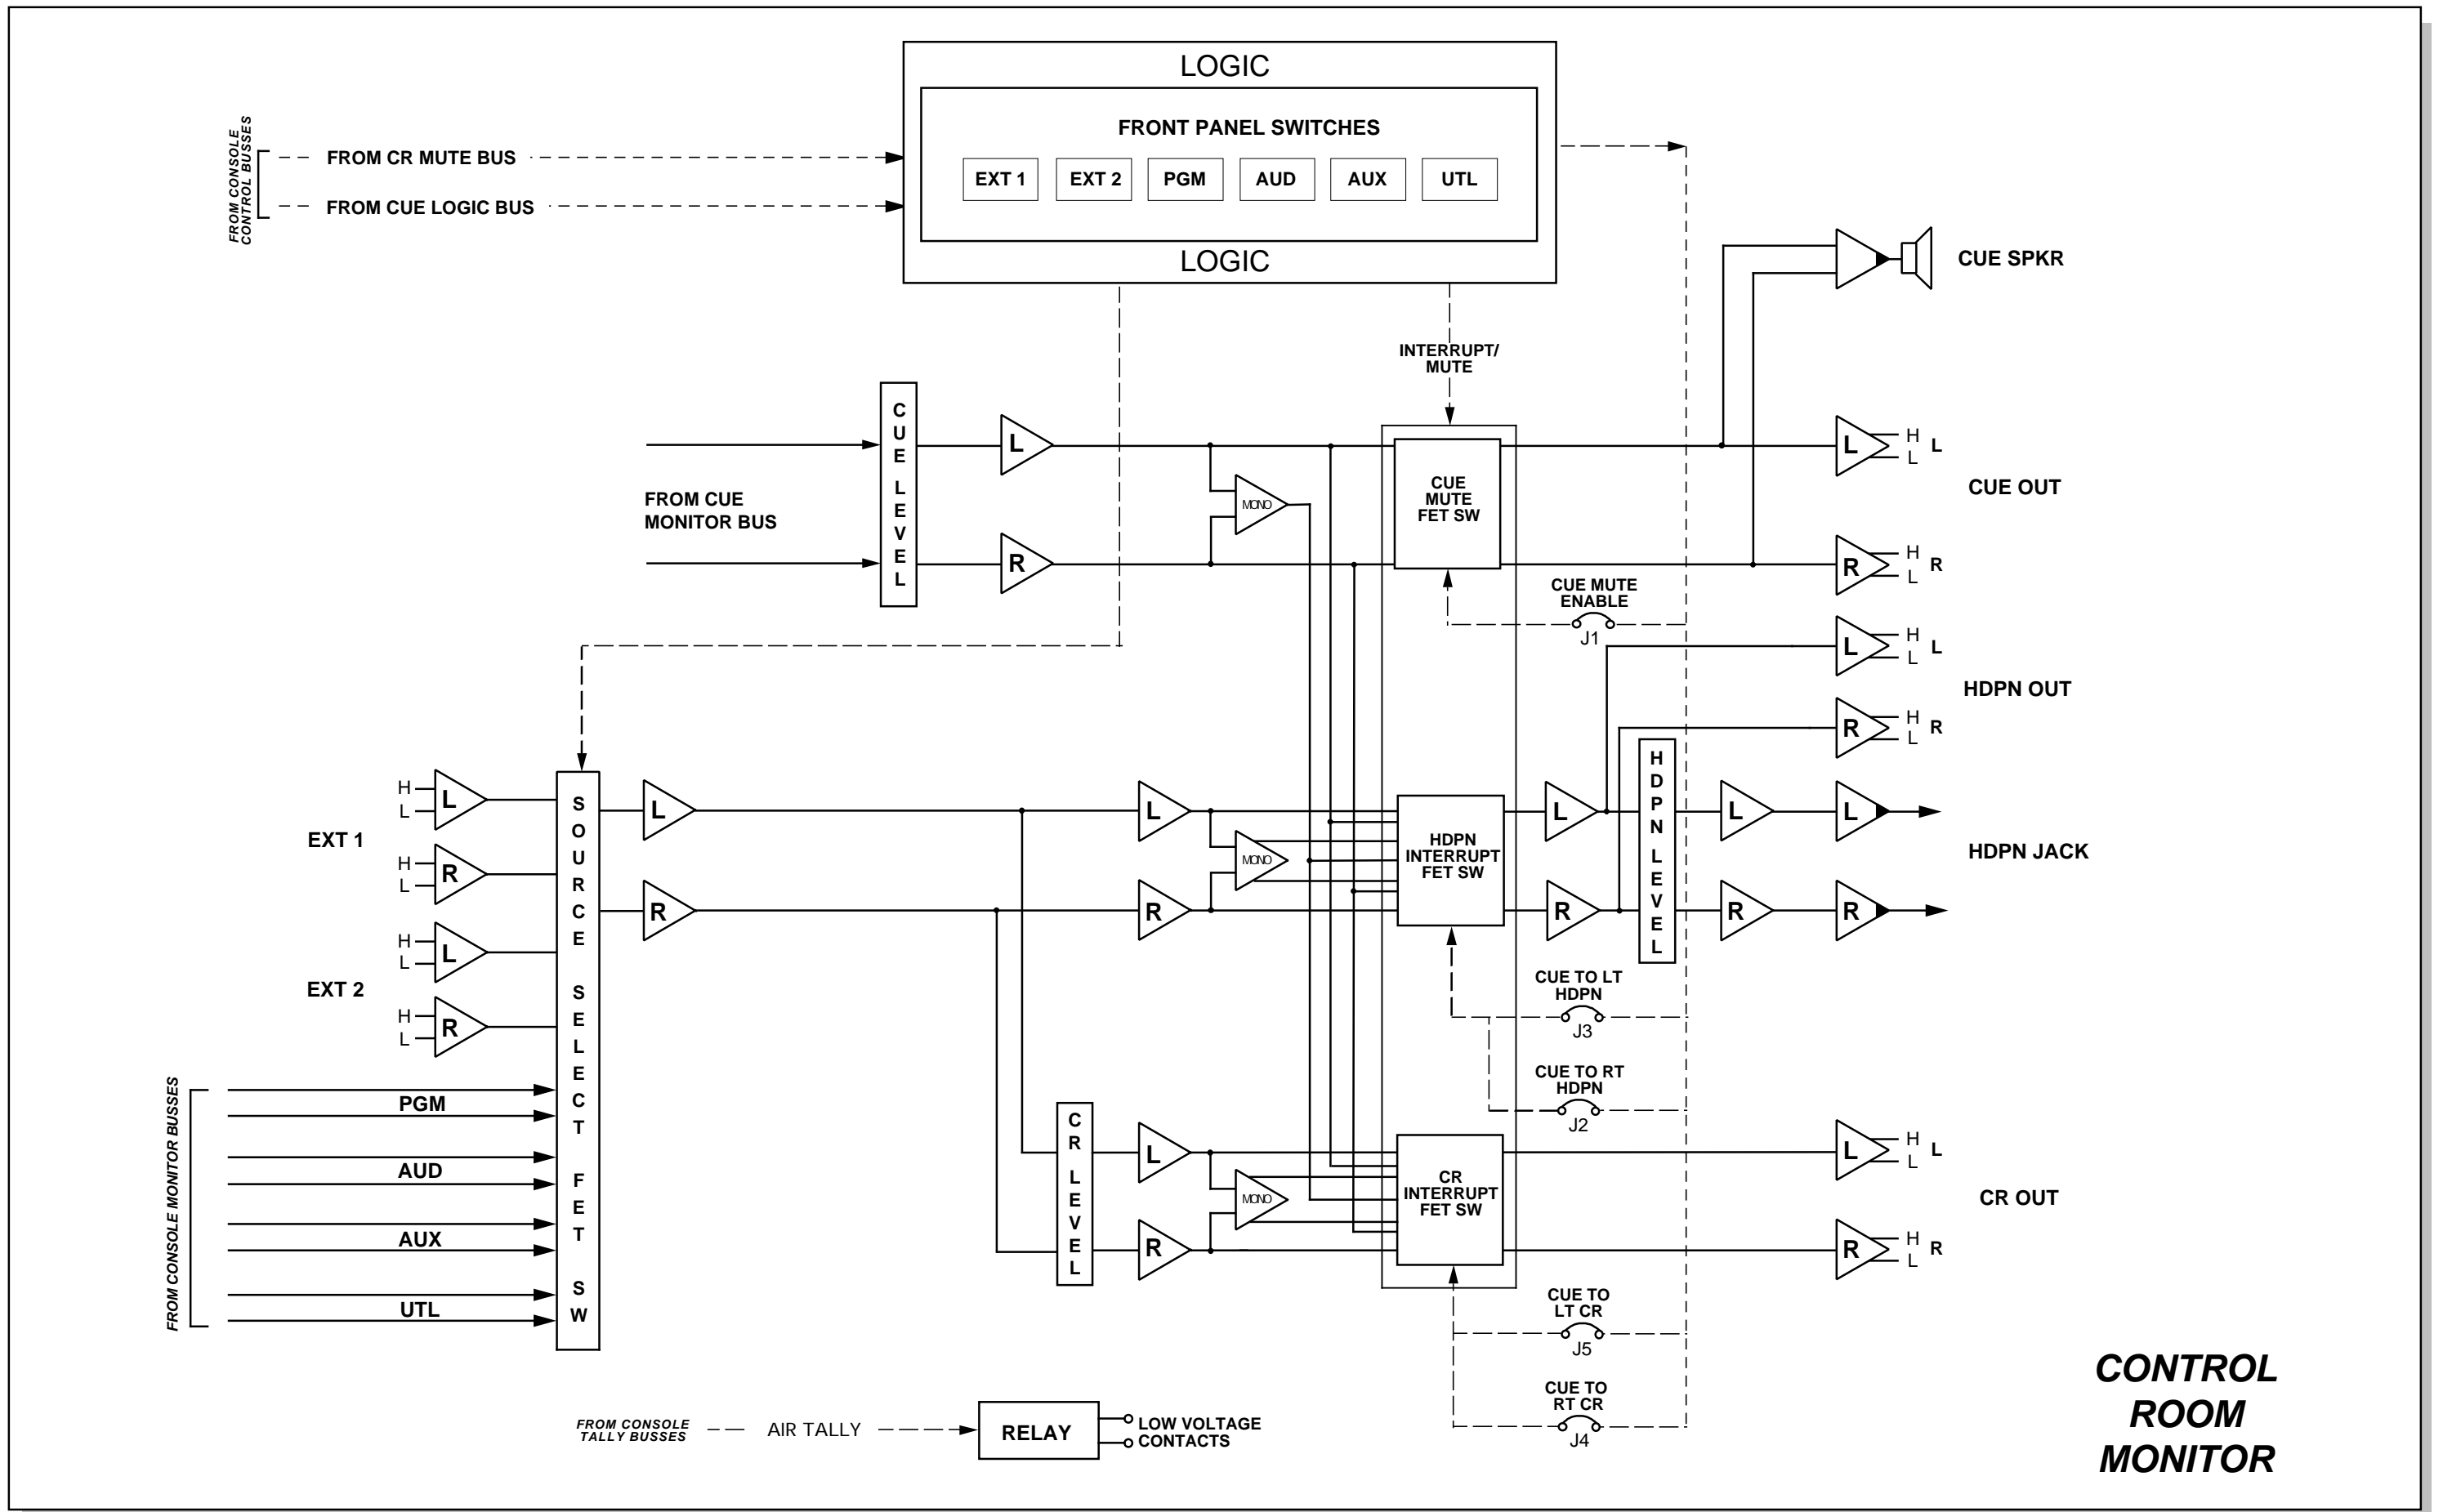 LOGIC
FRONT PANEL SWITCHES
EXT 1
EXT 2
PGM
AUD
AUX
UTL
LOGIC
FROM CONSOLE
CONTROL BUSSES
FROM CR MUTE BUS
FROM CUE LOGIC BUS
CUE SPKR
INTERRUPT/
MUTE
CUE LEVEL
L
R
FROM CUE
MONITOR BUS
MONO
CUE
MUTE
FET SW
L
H
L
L
CUE OUT
R
H
L
R
CUE MUTE
ENABLE
J1
L
H
L
L
HDPN OUT
R
H
L
R
EXT 1
H
L
L
H
L
R
EXT 2
H
L
L
H
L
R
SOURCE SELECT FET SW
L
R
L
R
MONO
HDPN
INTERRUPT
FET SW
L
R
HDPN LEVEL
L
L
R
R
HDPN JACK
CUE TO LT
HDPN
J3
CUE TO RT
HDPN
J2
FROM CONSOLE MONITOR BUSSES
PGM
AUD
AUX
UTL
CR LEVEL
L
R
MONO
CR
INTERRUPT
FET SW
L
H
L
L
CR OUT
R
H
L
R
CUE TO
LT CR
J5
CUE TO
RT CR
J4
FROM CONSOLE
TALLY BUSSES
AIR TALLY
RELAY
LOW VOLTAGE
CONTACTS
CONTROL
ROOM
MONITOR